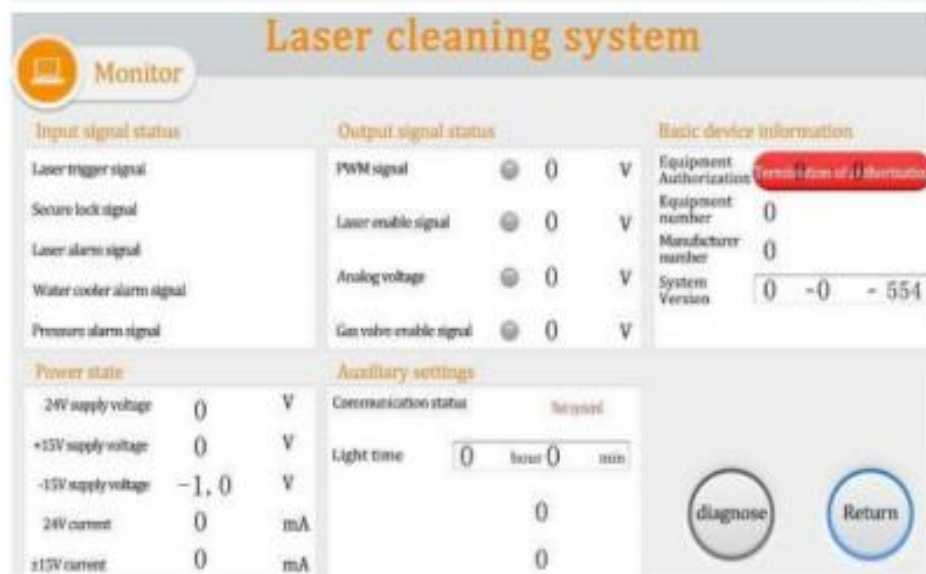 Laser cleaning system
Monitor
Input signal status
Laser trigger signal
Secure lock signal
Laser alarm signal
Water cooler alarm signal
Pressure alarm signal
Output signal status
PWM signal 0 V
Laser enable signal 0 V
Analog voltage 0 V
Gas valve enable signal 0 V
Basic device information
Equipment
Authorization
0 0
Equipment
number 0
Manufacturer
number 0
System
Version 0 -0 - 554
Power state
24V supply voltage 0 V
+15V supply voltage 0 V
-15V supply voltage -1,0 V
24V current 0 mA
±15V current 0 mA
Auxiliary settings
Communication status
Light time 0 hour 0 min
0
0
diagnose
Return